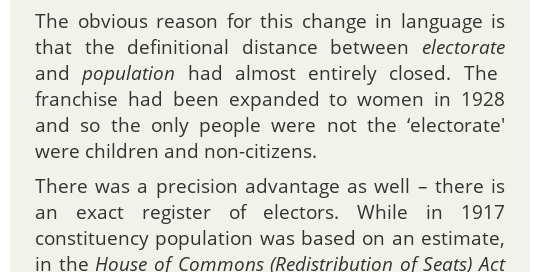 The obvious reason for this change in language is
that the definitional distance between electorate
and population had almost entirely closed. The
franchise had been expanded to women in 1928
and so the only people were not the ‘electorate'
were children and non-citizens.
There was a precision advantage as well – there is
an exact register of electors. While in 1917
constituency population was based on an estimate,
in the House of Commons (Redistribution of Seats) Act